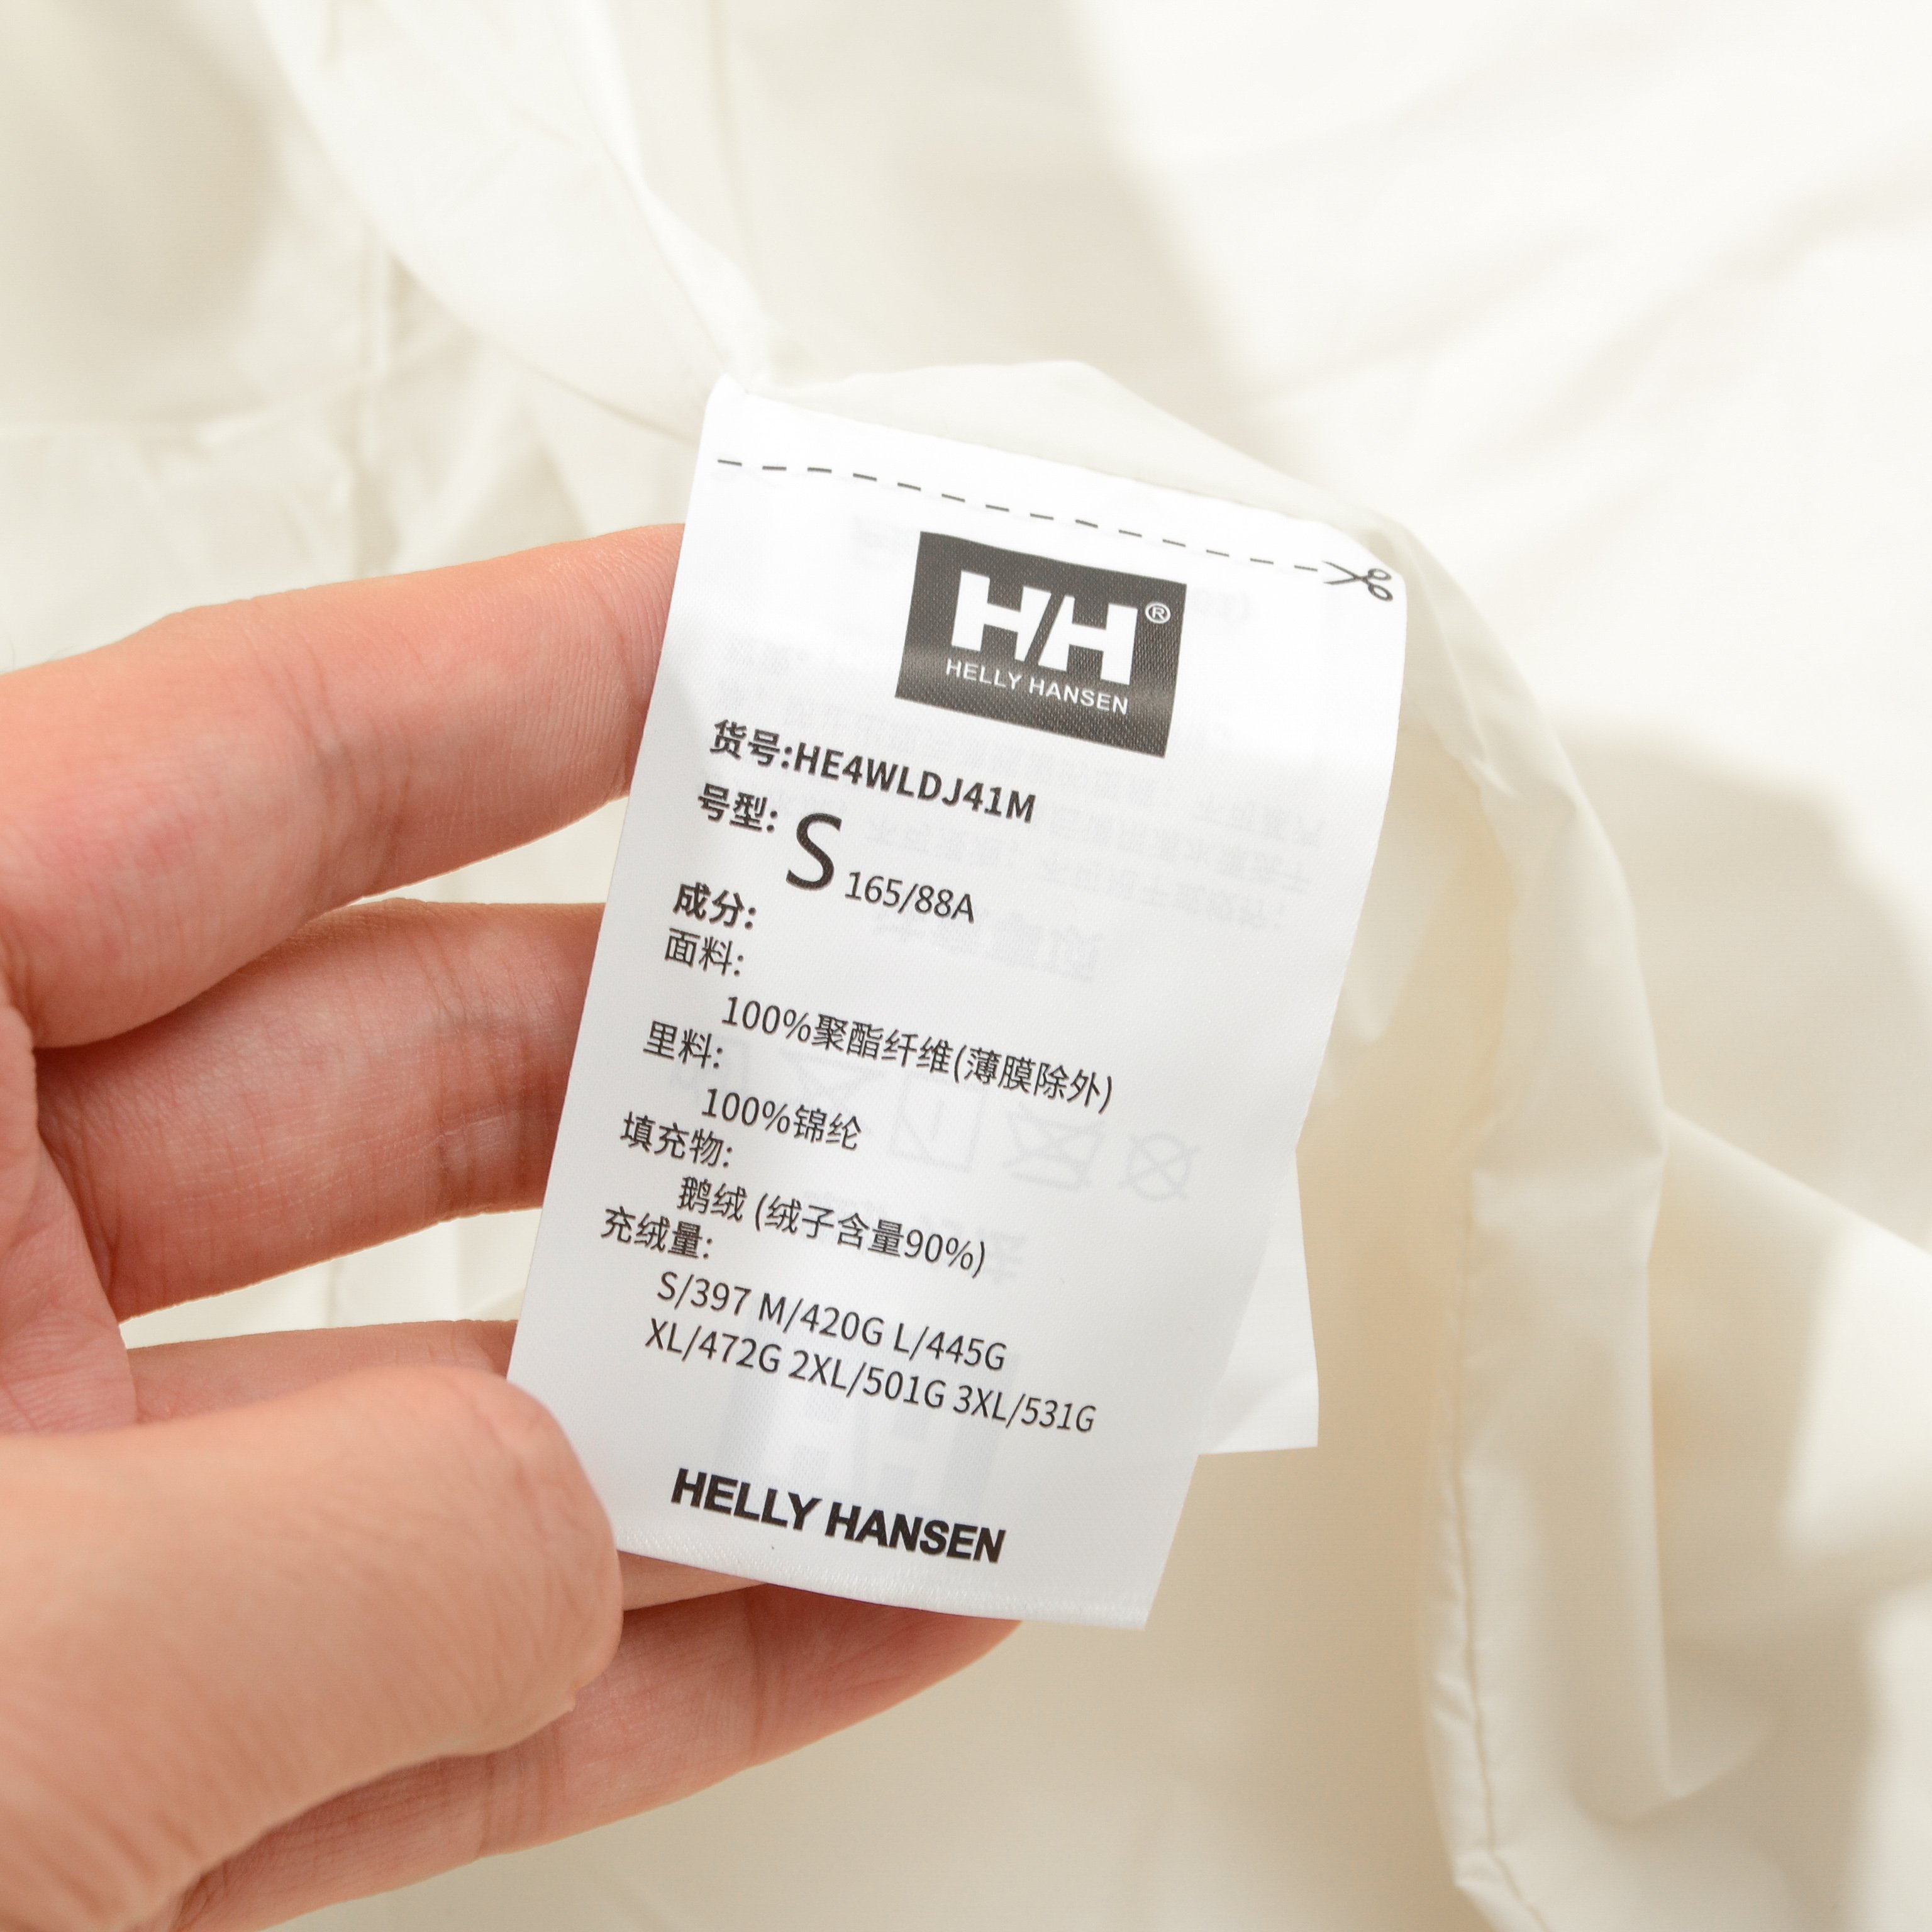 HH®
HELLY HANSEN
货号:HE4WLDJ41M
号型: S 165/88A
成分:
面料:
100%聚酯纤维(薄膜除外)
里料:
100%锦纶
填充物:
鹅绒 (绒子含量90%)
充绒量:
S/397 M/420G L/445G
XL/472G 2XL/501G 3XL/531G
HELLY HANSEN